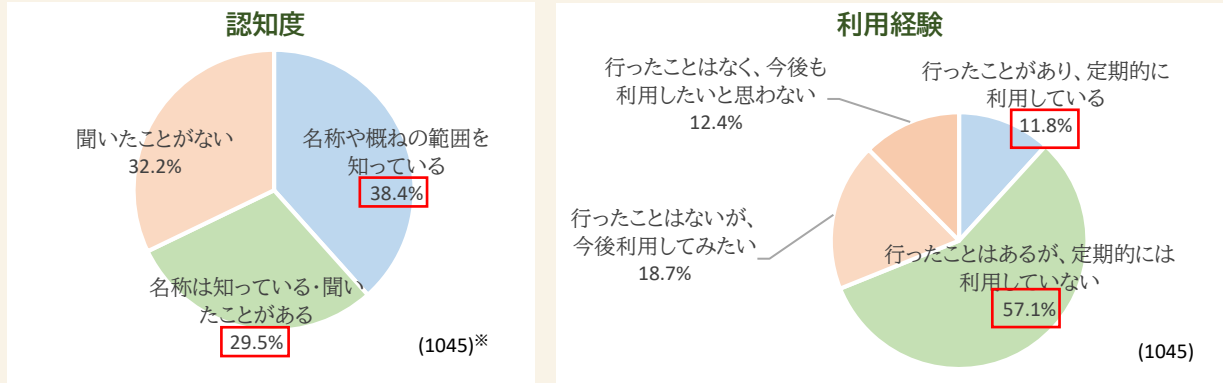 認知度
聞いたことがない
32.2%
名称や概ねの範囲を
知っている
38.4%
名称は知っている・聞い
たことがある
29.5%
(1045)※
利用経験
行ったことはなく、今後も
利用したいと思わない
12.4%
行ったことがあり、定期的に
利用している
11.8%
行ったことはないが、
今後利用してみたい
18.7%
行ったことはあるが、定期的には
利用していない
57.1%
(1045)